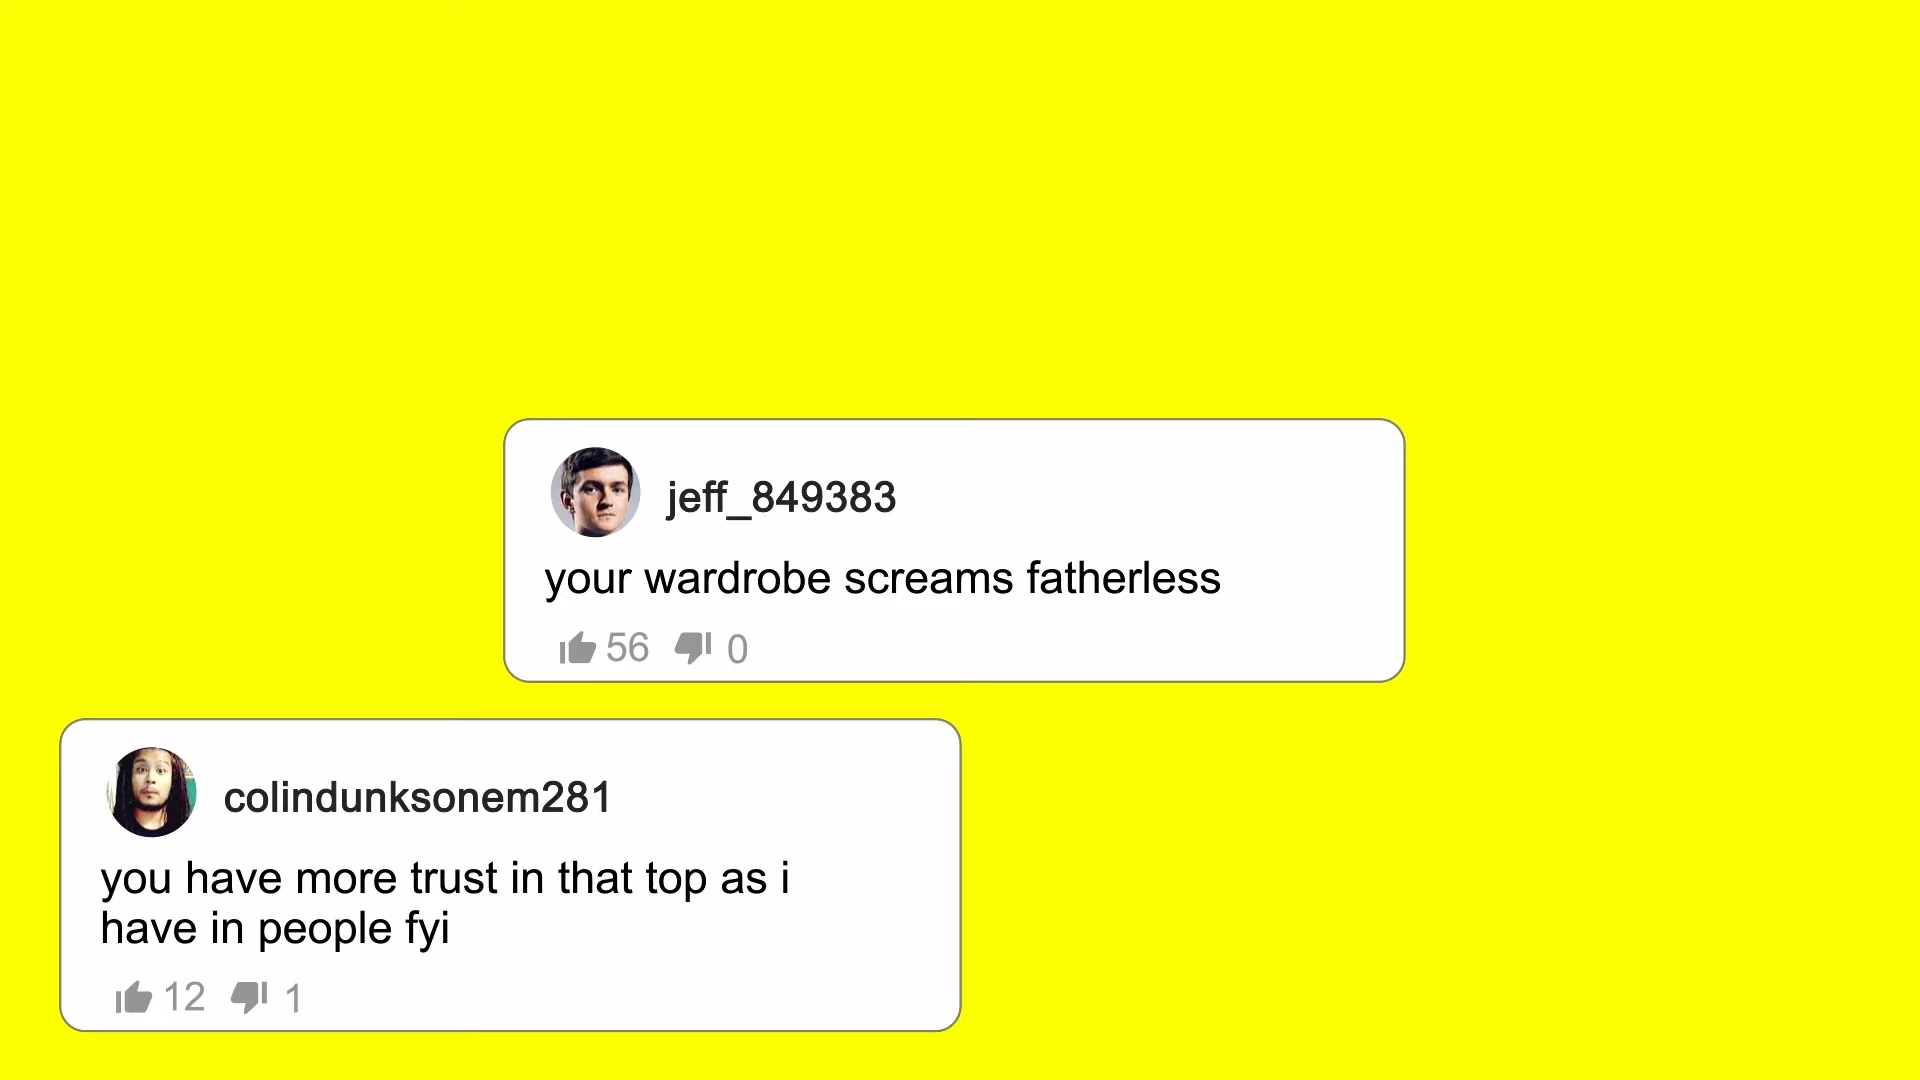 jeff_849383
your wardrobe screams fatherless
56 0
colindunksonem281
you have more trust in that top as i
have in people fyi
12 1